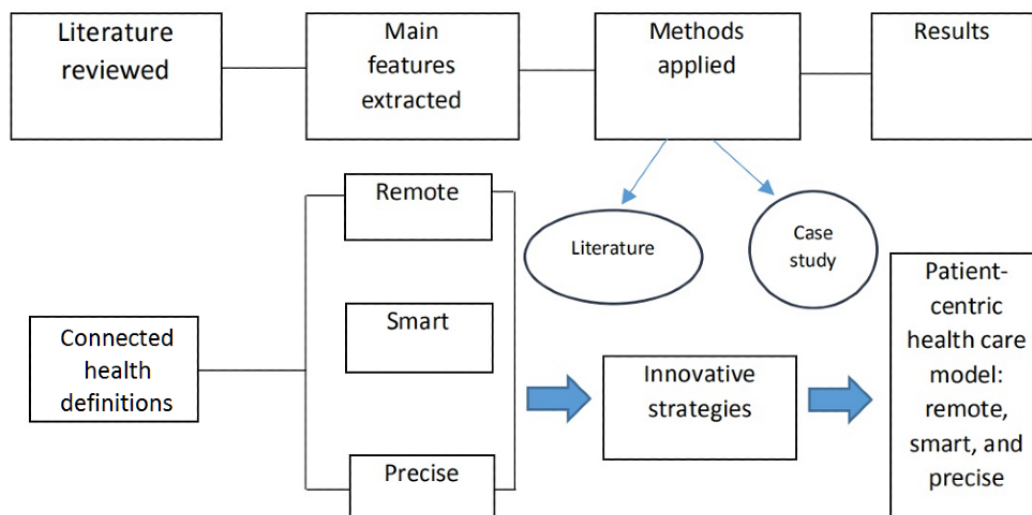 Literature
reviewed
Main
features
extracted
Methods
applied
Results
Remote
Smart
Precise
Literature
Case
study
Connected
health
definitions
Innovative
strategies
Patient-
centric
health care
model:
remote,
smart, and
precise